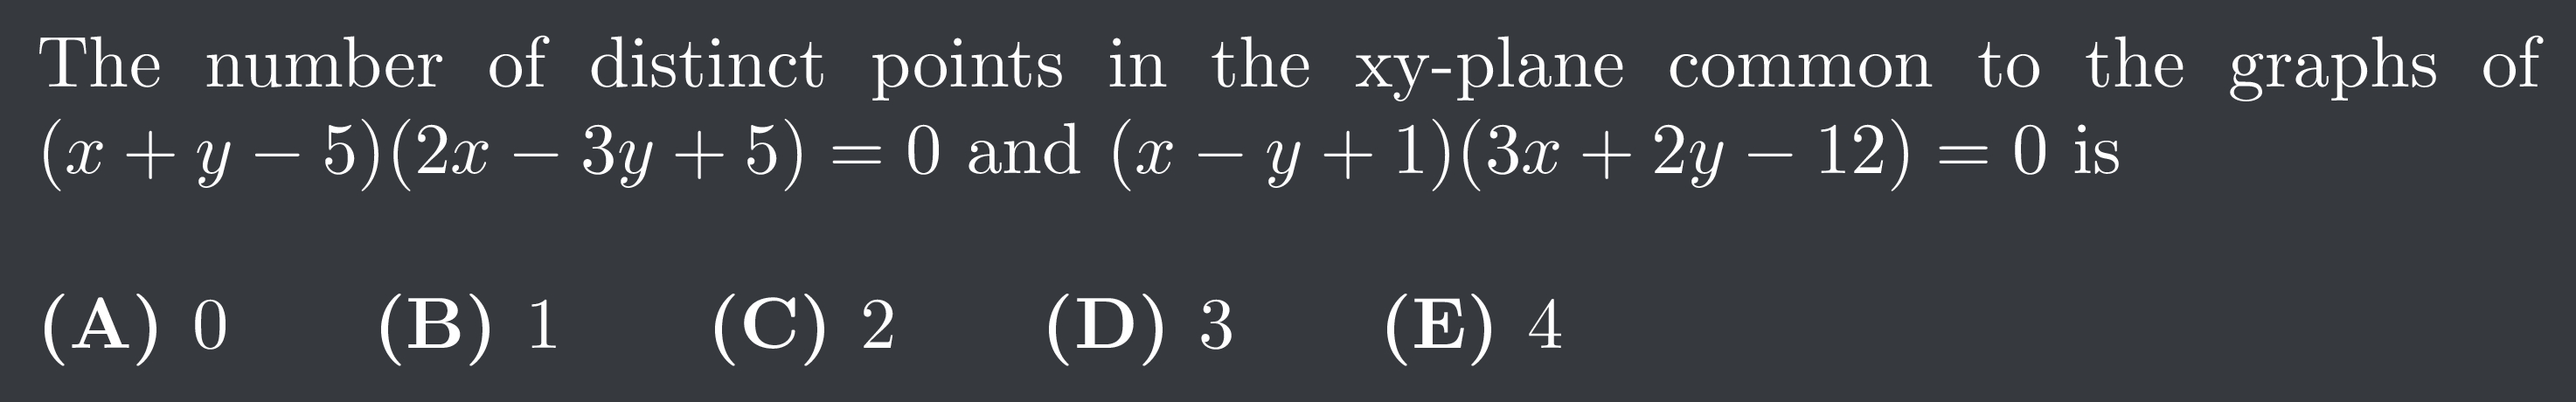 The number of distinct points in the xy-plane common to the graphs of
(x + y − 5)(2x − 3y + 5) = 0 and (x − y + 1)(3x + 2y − 12) = 0 is
(A) 0 (B) 1 (C) 2 (D) 3 (E) 4